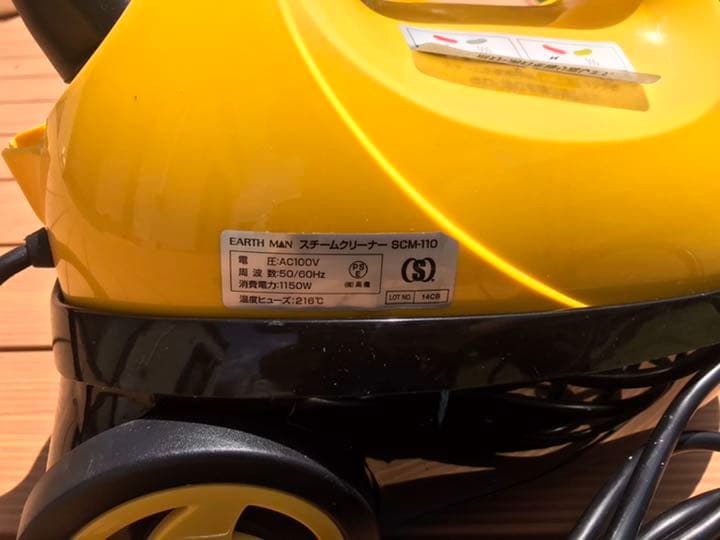 EARTH MAN スチームクリーナー SCM-110
電 圧:AC100V
周 波 数:50/60Hz
消費電力:1150W
温度ヒューズ:216℃
PS
E
S
LOT NO 14CB